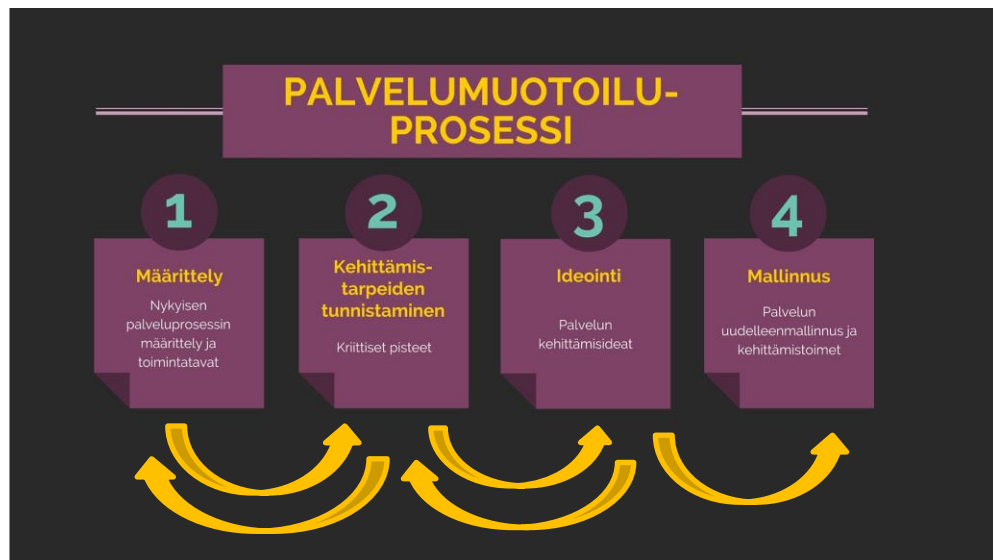 PALVELUMUOTOILU-
PROSESSI
1
Määrittely
Nykyisen
palveluprosessin
määrittely ja
toimintatavat
2
Kehittämis-
tarpeiden
tunnistaminen
Kriittiset pisteet
3
Ideointi
Palvelun
kehittämisideat
4
Mallinnus
Palvelun
uudelleenmallinnus ja
kehittämistoimet